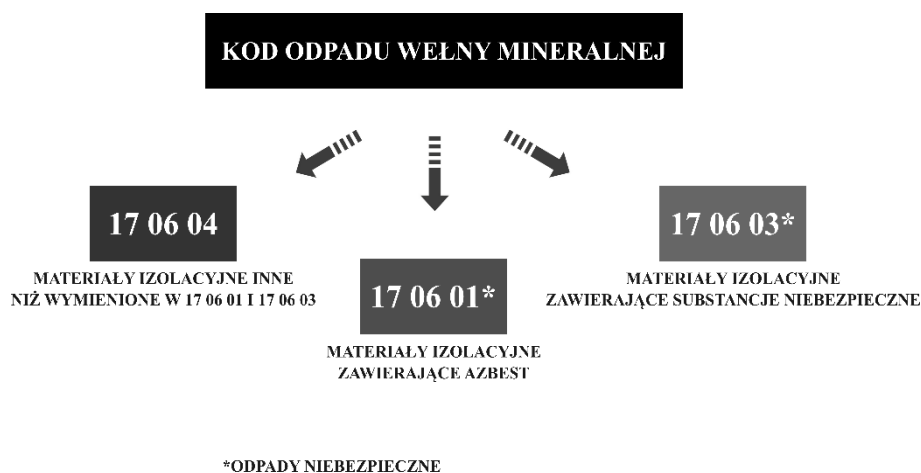 KOD ODPADU WEŁNY MINERALNEJ
17 06 04
MATERIAŁY IZOLACYJNE INNE
NIŻ WYMIENIONE W 17 06 01 I 17 06 03
17 06 01*
MATERIAŁY IZOLACYJNE
ZAWIERAJĄCE AZBEST
17 06 03*
MATERIAŁY IZOLACYJNE
ZAWIERAJĄCE SUBSTANCJE NIEBEZPIECZNE
*ODPADY NIEBEZPIECZNE